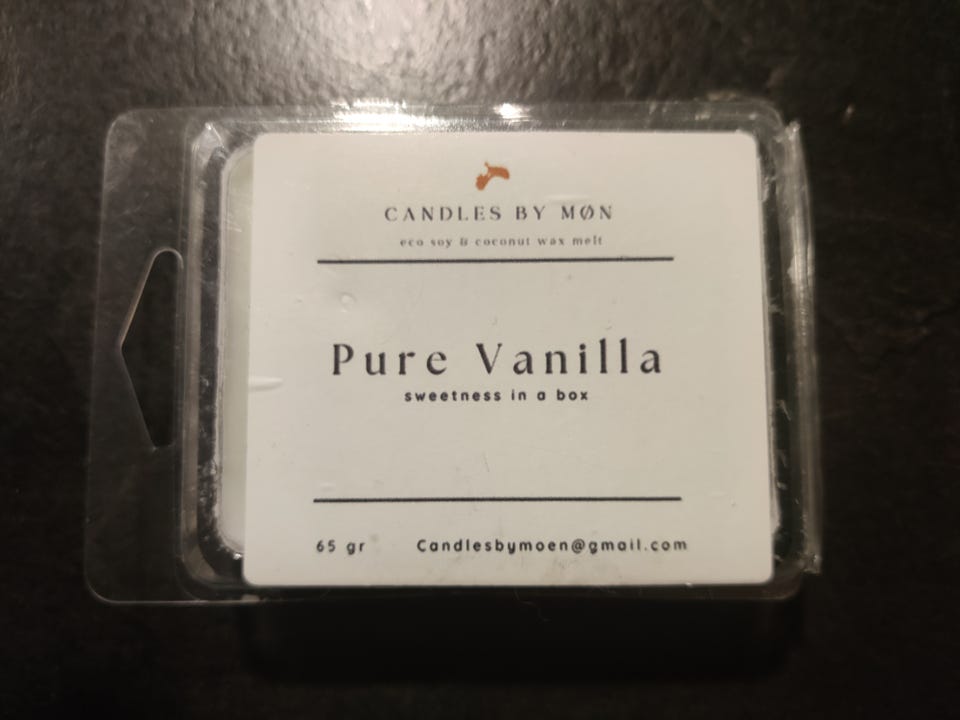 CANDLES BY MØN
eco soy & coconut wax melt
Pure Vanilla
sweetness in a box
65 gr Candlesbymoen@gmail.com